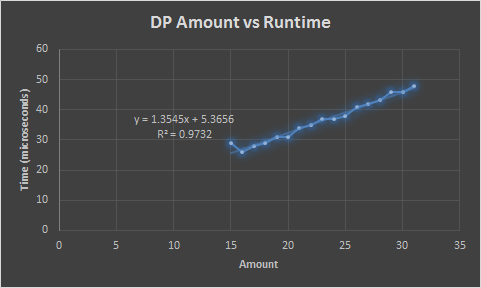 DP Amount vs Runtime
60
50
40
30
20
10
0
Time (microseconds)
y = 1.3545x + 5.3656
R² = 0.9732
0 5 10 15 20 25 30 35
Amount